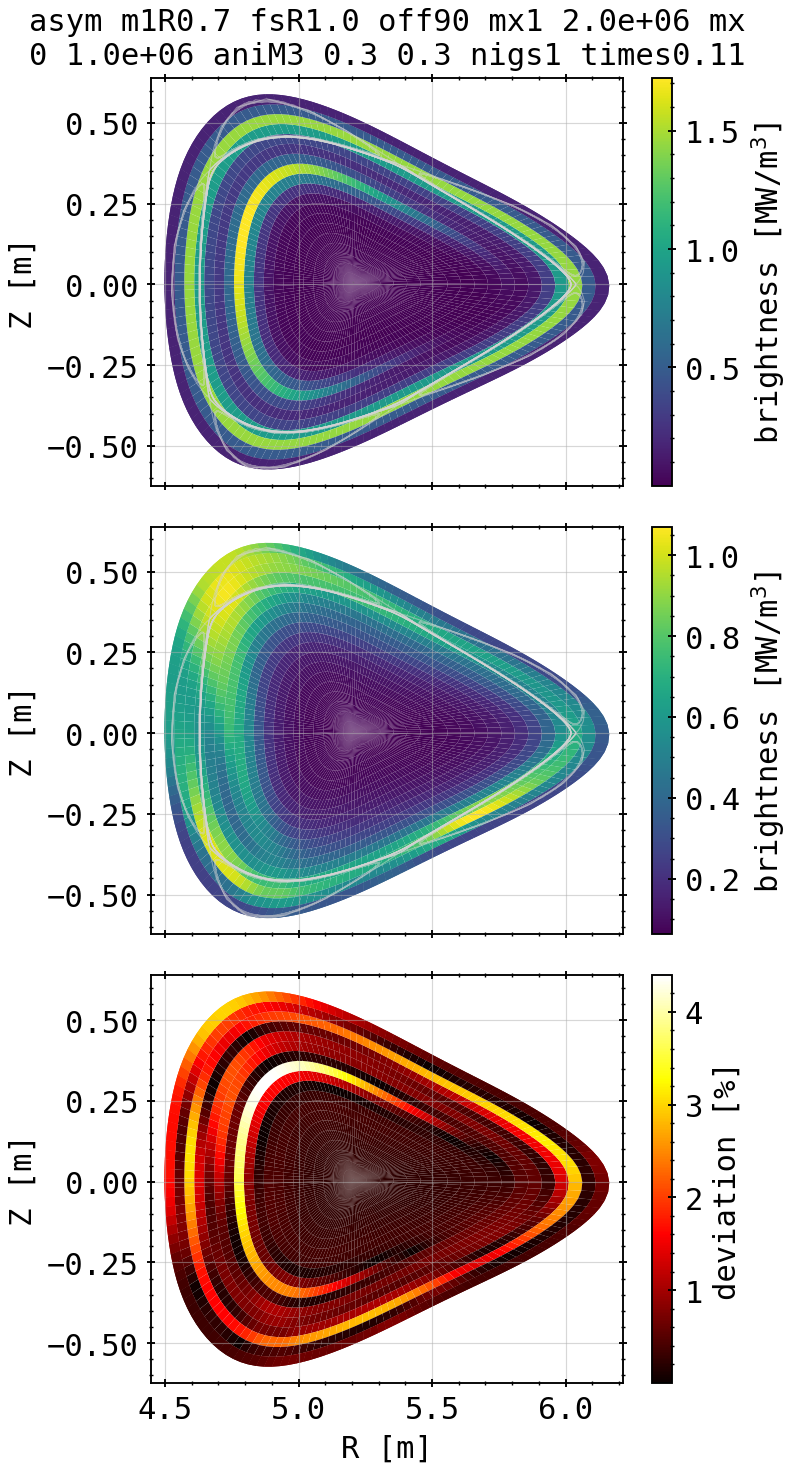 asym m1R0.7 fsR1.0 off90 mx1 2.0e+06 mx
0 1.0e+06 aniM3 0.3 0.3 nigs1 times0.11
0.50
0.25
0.00
−0.25
−0.50
Z [m]
1.5
1.0
0.5
brightness [MW/m³]
0.50
0.25
0.00
−0.25
−0.50
Z [m]
1.0
0.8
0.6
0.4
0.2
brightness [MW/m³]
0.50
0.25
0.00
−0.25
−0.50
Z [m]
4
3
2
1
deviation [%]
4.5 5.0 5.5 6.0
R [m]